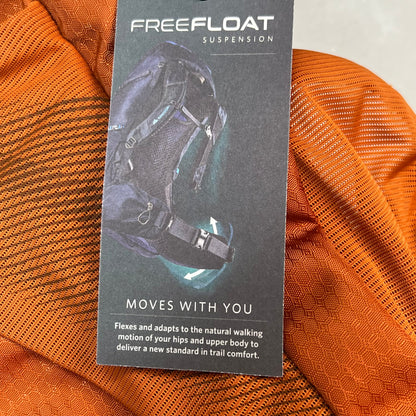 FREEFLOAT
SUSPENSION
MOVES WITH YOU
Flexes and adapts to the natural walking
motion of your hips and upper body to
deliver a new standard in trail comfort.